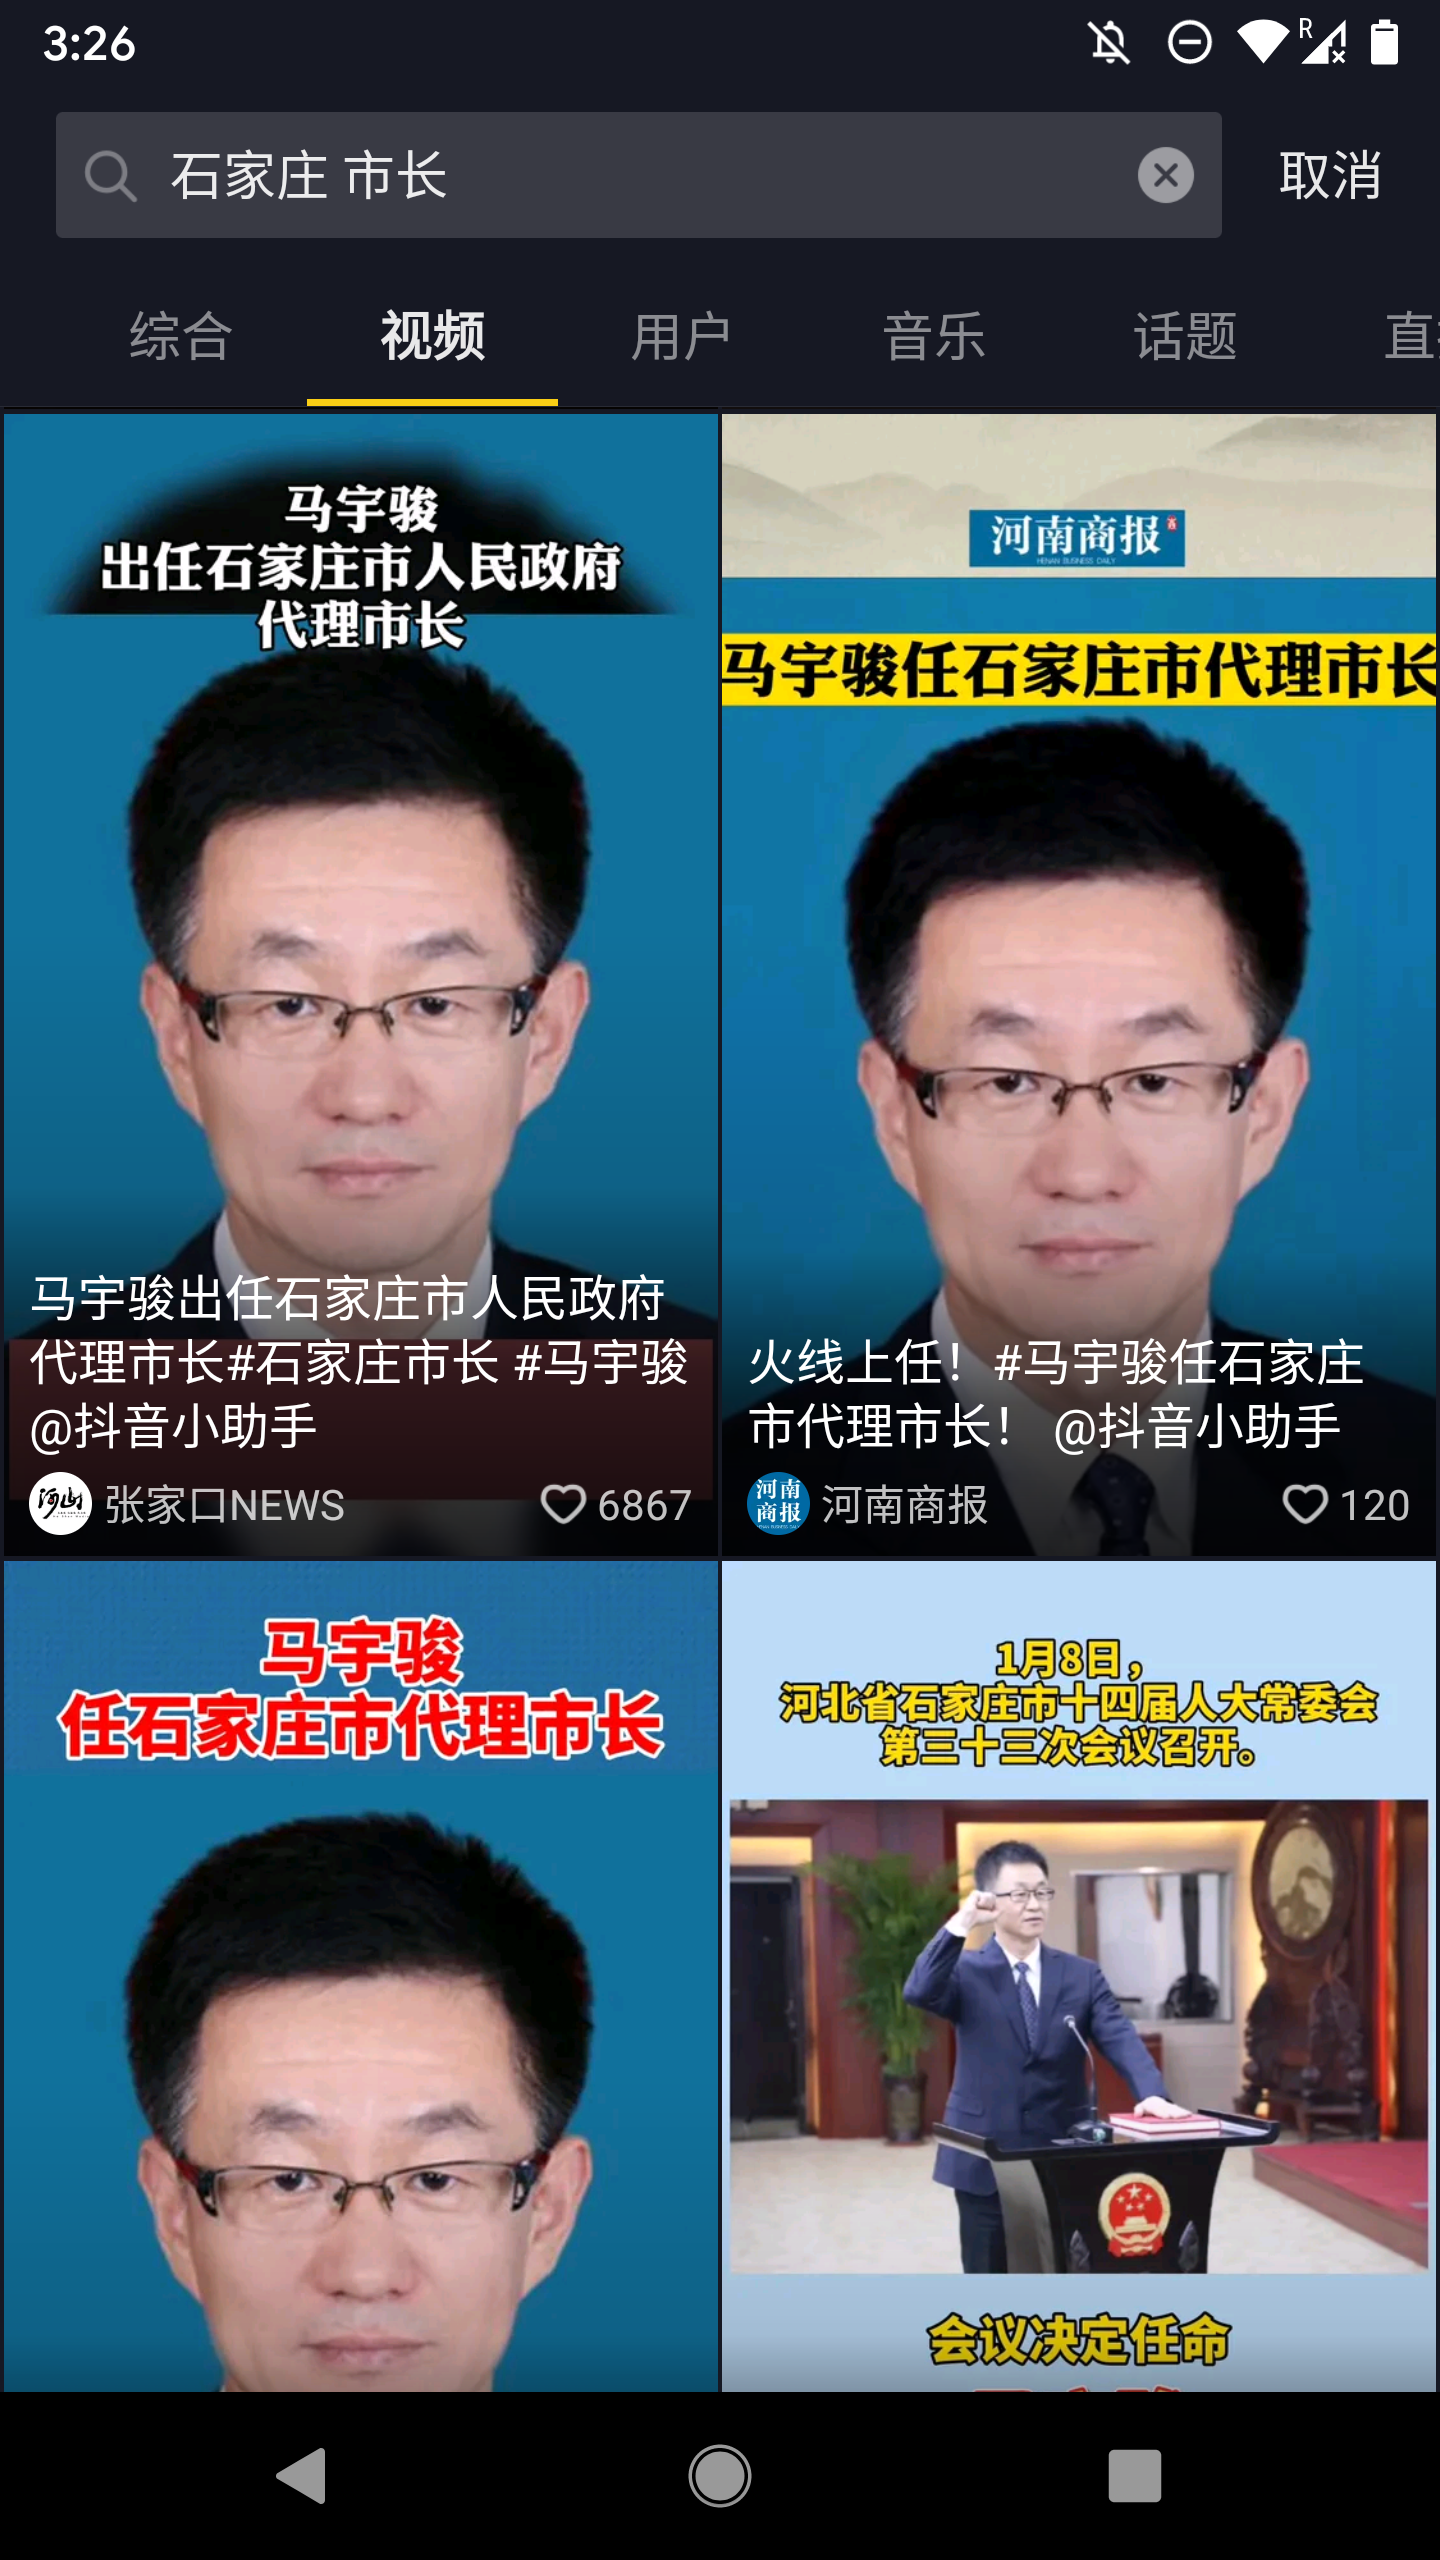 3:26
R
石家庄 市长
取消
综合
视频
用户
音乐
话题
马宇骏
出任石家庄市人民政府
代理市长
马宇骏出任石家庄市人民政府
代理市长#石家庄市长 #马宇骏
@抖音小助手
张家口NEWS
6867
河南商报
HENAN BUSINESS DAILY
马宇骏任石家庄市代理市长
火线上任！#马宇骏任石家庄
市代理市长！ @抖音小助手
河南
商报
河南商报
120
马宇骏
任石家庄市代理市长
1月8日，
河北省石家庄市十四届人大常委会
第三十三次会议召开。
会议决定任命